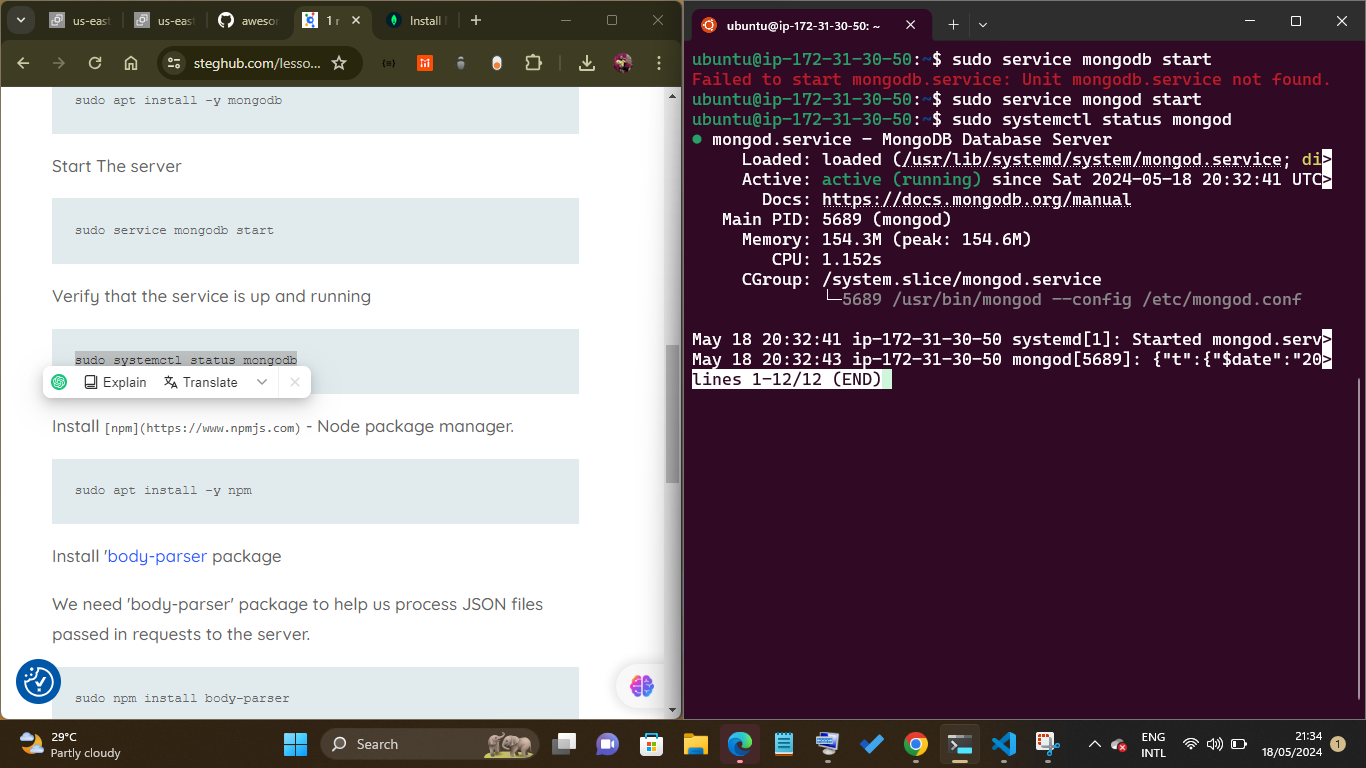 us-east
us-east
awesor
1 r
Install
steghub.com/lesso...
sudo apt install -y mongodb
Start The server
sudo service mongodb start
Verify that the service is up and running
sudo systemctl status mongodb
Explain
Translate
Install [npm](https://www.npmjs.com) - Node package manager.
sudo apt install -y npm
Install 'body-parser package
We need 'body-parser' package to help us process JSON files
passed in requests to the server.
sudo npm install body-parser
ubuntu@ip-172-31-30-50: ~
ubuntu@ip-172-31-30-50:~$ sudo service mongodb start
Failed to start mongodb.service: Unit mongodb.service not found.
ubuntu@ip-172-31-30-50:~$ sudo service mongod start
ubuntu@ip-172-31-30-50:~$ sudo systemctl status mongod
● mongod.service - MongoDB Database Server
Loaded: loaded (/usr/lib/systemd/system/mongod.service; di>
Active: active (running) since Sat 2024-05-18 20:32:41 UTC>
Docs: https://docs.mongodb.org/manual
Main PID: 5689 (mongod)
Memory: 154.3M (peak: 154.6M)
CPU: 1.152s
CGroup: /system.slice/mongod.service
└─5689 /usr/bin/mongod --config /etc/mongod.conf
May 18 20:32:41 ip-172-31-30-50 systemd[1]: Started mongod.serv>
May 18 20:32:43 ip-172-31-30-50 mongod[5689]: {"t":{"$date":"20>
lines 1-12/12 (END)
29°C
Partly cloudy
Search
ENG
INTL
21:34
18/05/2024
1